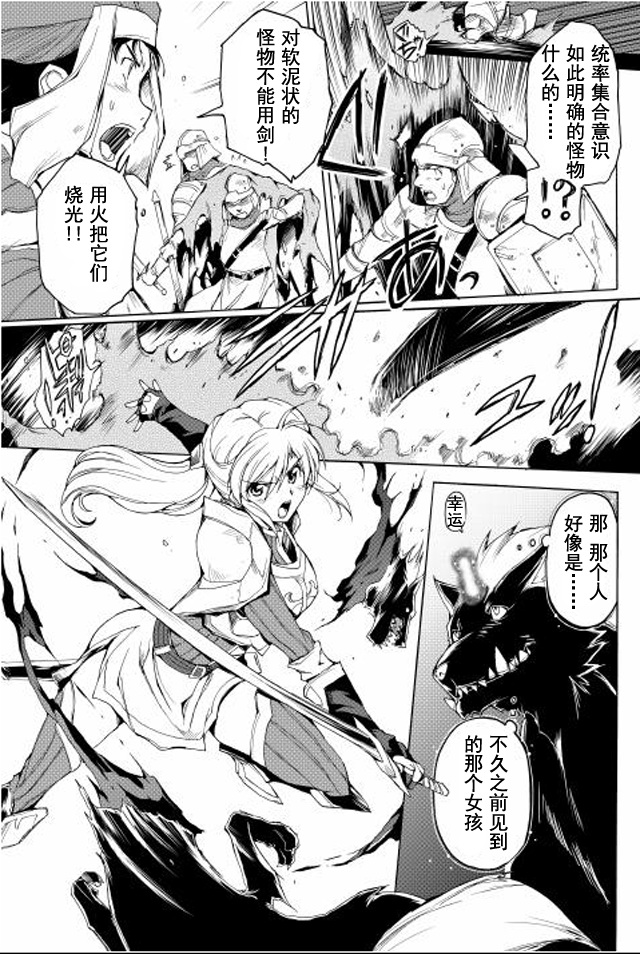 统率集合意识
如此明确的怪物
什么的……
!?
对软泥状的
怪物不能用剑！
用火把它们
烧光!!
那 那个人
好像是……
幸运
不久之前见到
的那个女孩